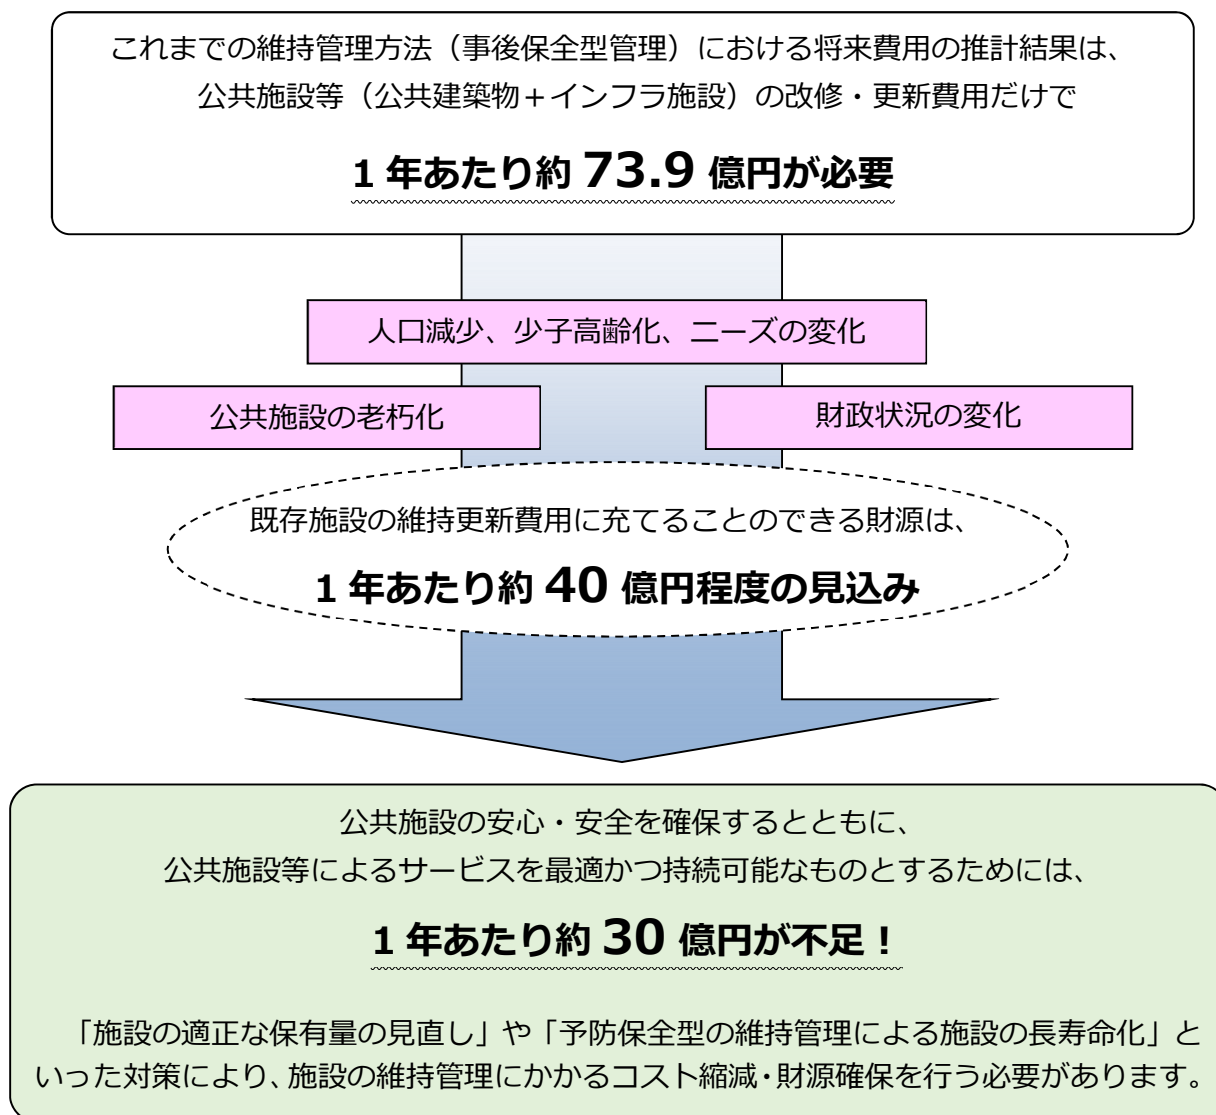 これまでの維持管理方法（事後保全型管理）における将来費用の推計結果は、
公共施設等（公共建築物＋インフラ施設）の改修・更新費用だけで
1 年あたり約 73.9 億円が必要
人口減少、少子高齢化、ニーズの変化
公共施設の老朽化
財政状況の変化
既存施設の維持更新費用に充てることのできる財源は、
1 年あたり約 40 億円程度の見込み
公共施設の安心・安全を確保するとともに、
公共施設等によるサービスを最適かつ持続可能なものとするためには、
1 年あたり約 30 億円が不足！
「施設の適正な保有量の見直し」や「予防保全型の維持管理による施設の長寿命化」と
いった対策により、施設の維持管理にかかるコスト縮減・財源確保を行う必要があります。